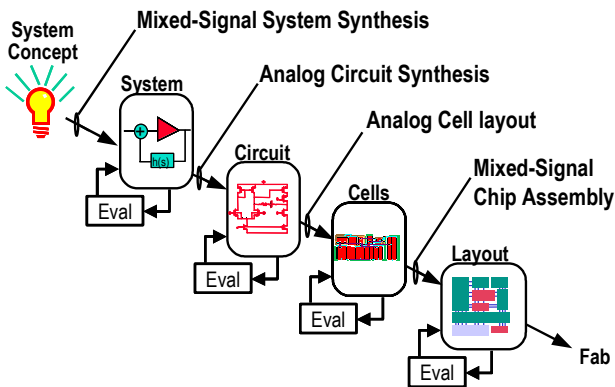 System
Concept
Mixed-Signal System Synthesis
System
Analog Circuit Synthesis
h(s)
Eval
Circuit
Analog Cell layout
Eval
Cells
Mixed-Signal
Chip Assembly
Eval
Layout
Eval
Fab